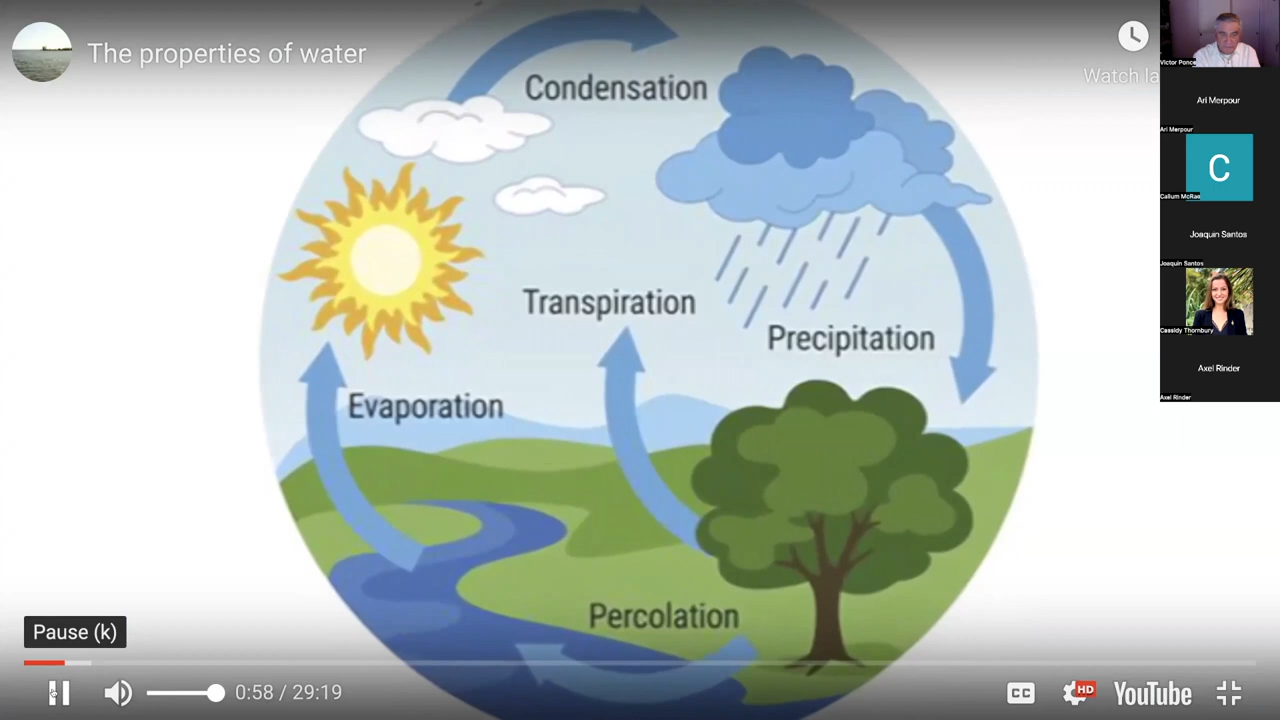 The properties of water
Watch la
Condensation
Transpiration
Precipitation
Evaporation
Percolation
Pause (k)
0:58 / 29:19
CC
HD
YouTube
Victor Ponce
Ari Merpour
Ari Merpour
C
Callum McRae
Joaquin Santos
Joaquin Santos
Cassidy Thornbury
Axel Rinder
Axel Rinder